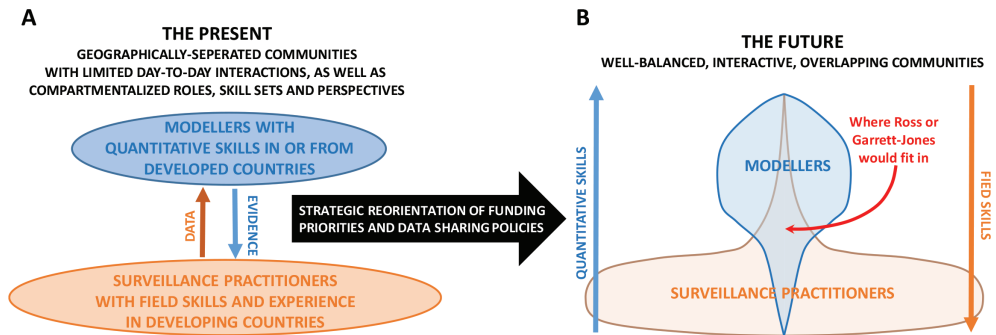 A
THE PRESENT
GEOGRAPHICALLY-SEPERATED COMMUNITIES
WITH LIMITED DAY-TO-DAY INTERACTIONS, AS WELL AS
COMPARTMENTALIZED ROLES, SKILL SETS AND PERSPECTIVES
MODELLERS WITH
QUANTITATIVE SKILLS IN OR FROM
DEVELOPED COUNTRIES
DATA
EVIDENCE
SURVEILLANCE PRACTITIONERS
WITH FIELD SKILLS AND EXPERIENCE
IN DEVELOPING COUNTRIES
STRATEGIC REORIENTATION OF FUNDING
PRIORITIES AND DATA SHARING POLICIES
B
THE FUTURE
WELL-BALANCED, INTERACTIVE, OVERLAPPING COMMUNITIES
QUANTITATIVE SKILLS
MODELLERS
Where Ross or
Garrett-Jones
would fit in
SURVEILLANCE PRACTITIONERS
FIED SKILLS